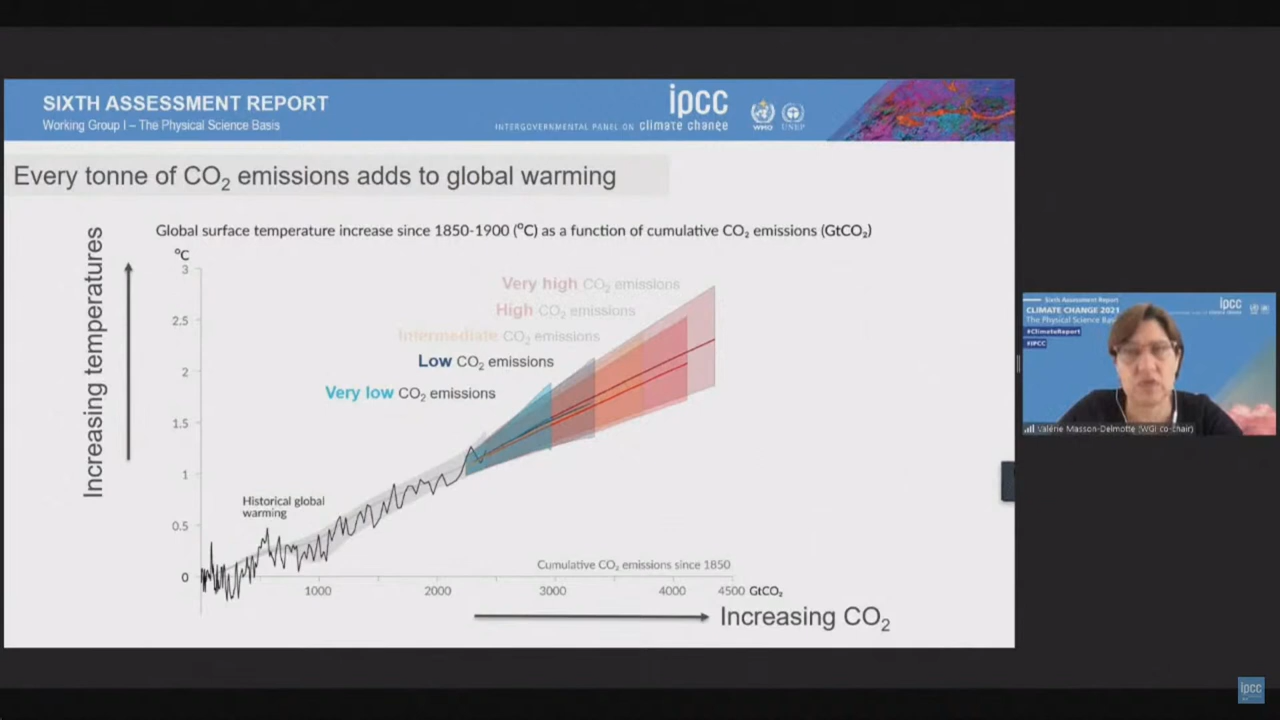 SIXTH ASSESSMENT REPORT
Working Group I – The Physical Science Basis
ipcc
INTERGOVERNMENTAL PANEL ON climate change
WMO
UNEP
Every tonne of CO₂ emissions adds to global warming
Increasing temperatures
Global surface temperature increase since 1850-1900 (°C) as a function of cumulative CO₂ emissions (GtCO₂)
°C
3
2.5
2
1.5
1
0.5
0
Very high CO₂ emissions
High CO₂ emissions
Intermediate CO₂ emissions
Low CO₂ emissions
Very low CO₂ emissions
Historical global
warming
Cumulative CO₂ emissions since 1850
1000
2000
3000
4000
4500 GtCO₂
Increasing CO₂
Sixth Assessment Report
CLIMATE CHANGE 2021
The Physical Science Bas
#ClimateReport
#IPCC
ipcc
Valérie Masson-Delmotte (WGI co-chair)
ipcc